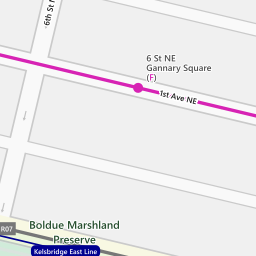 6th St N
6 St NE
Gannary Square
(F)
1st Ave NE
R07
Boldue Marshland
Preserve
Kelsbridge East Line